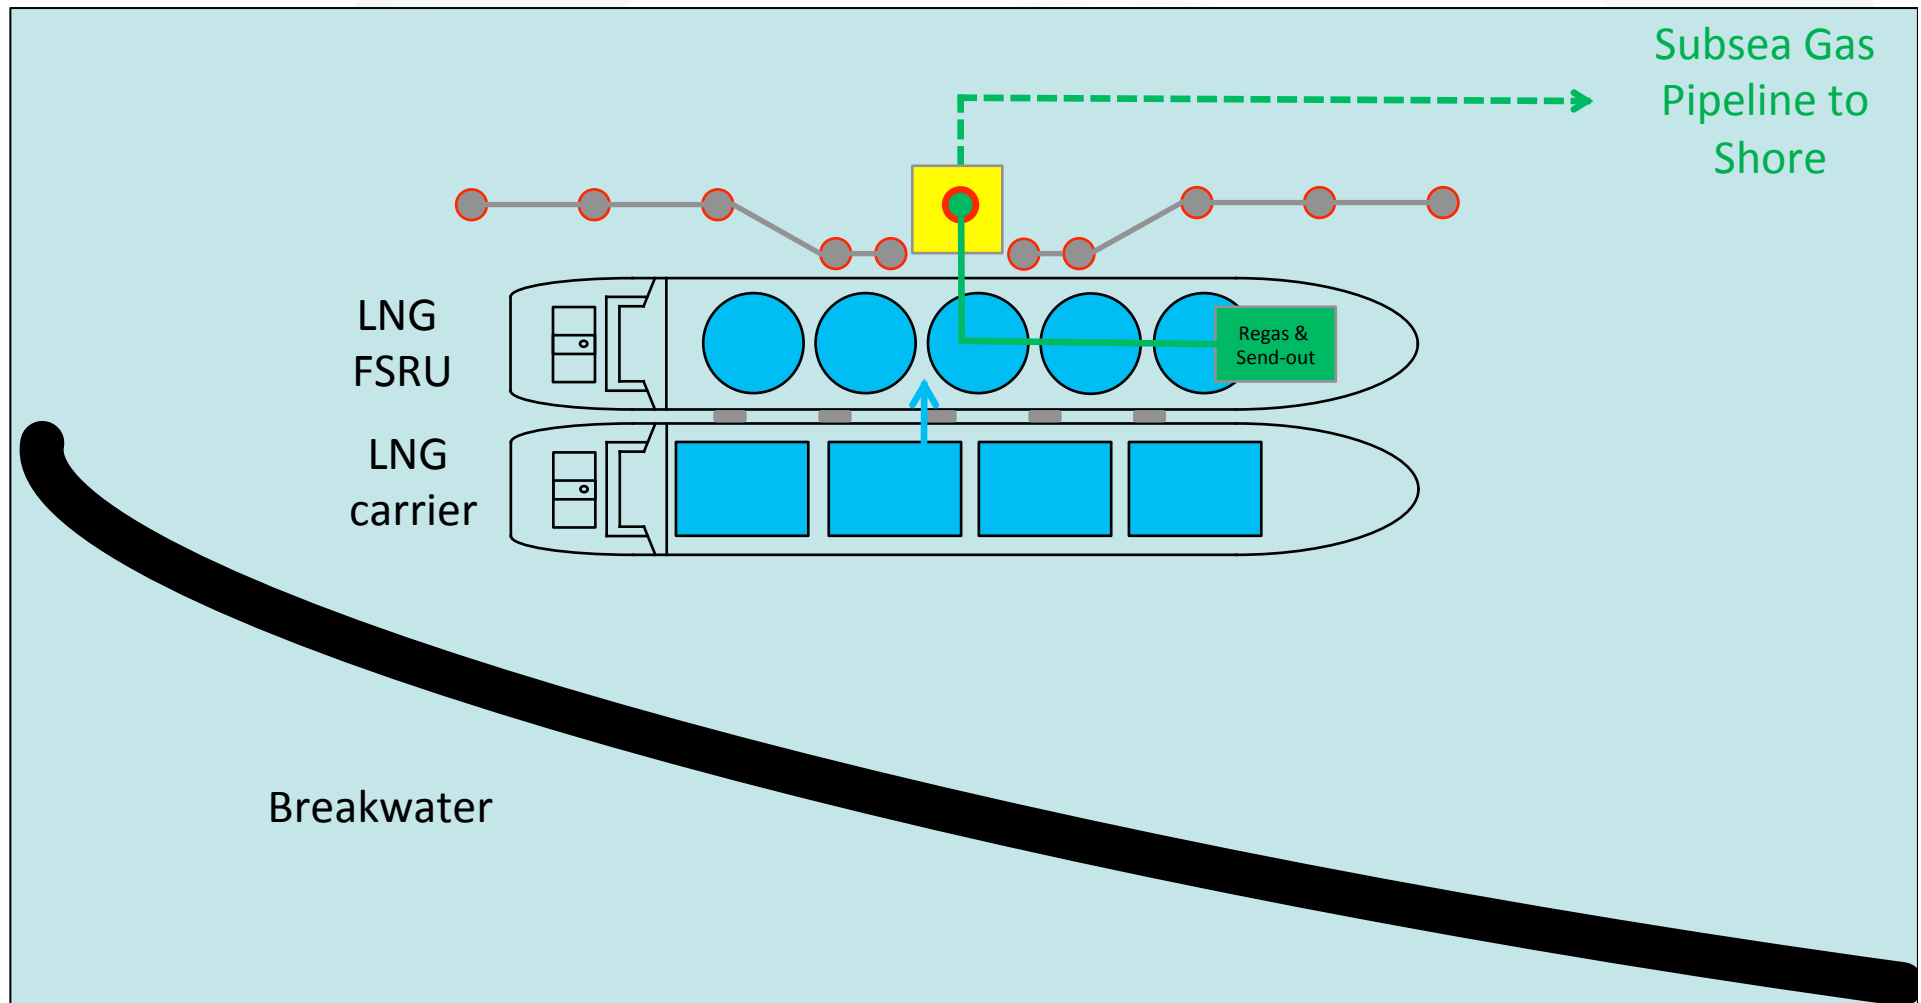 Subsea Gas
Pipeline to
Shore
LNG
FSRU
Regas &
Send-out
LNG
carrier
Breakwater